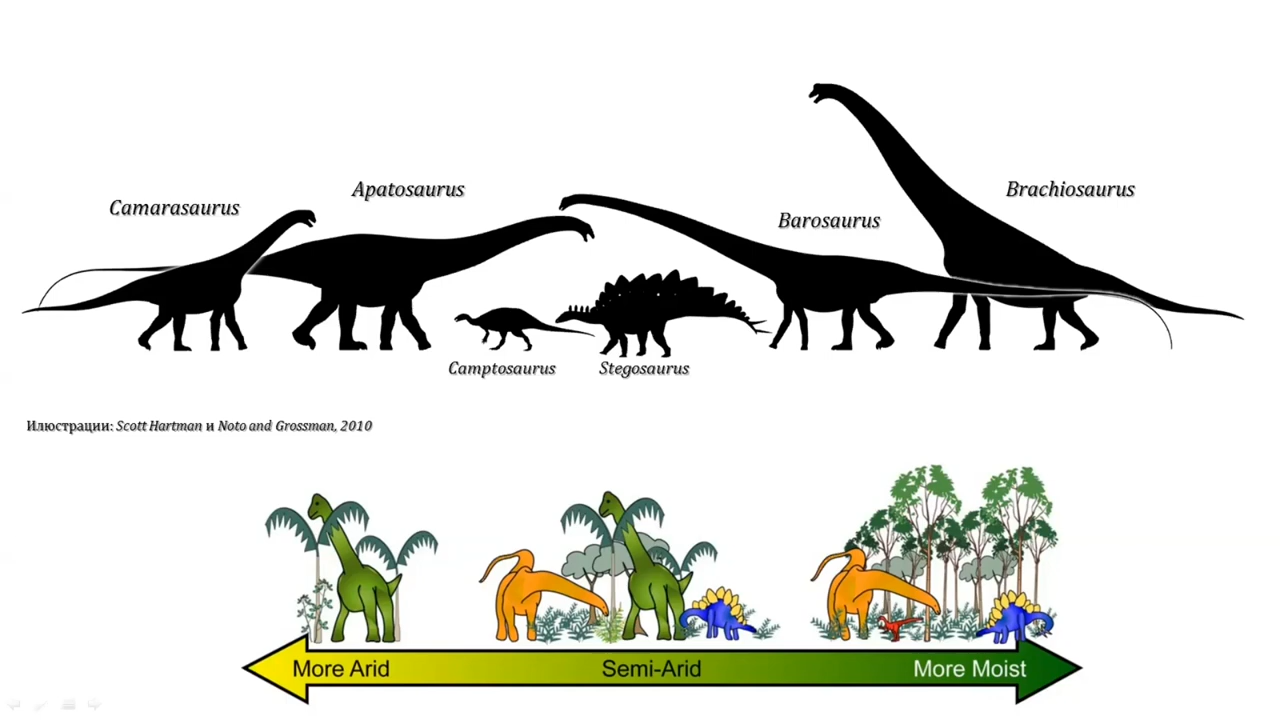 Camarasaurus
Apatosaurus
Barosaurus
Brachiosaurus
Camptosaurus
Stegosaurus
Илюстрации: Scott Hartman и Noto and Grossman, 2010
More Arid
Semi-Arid
More Moist